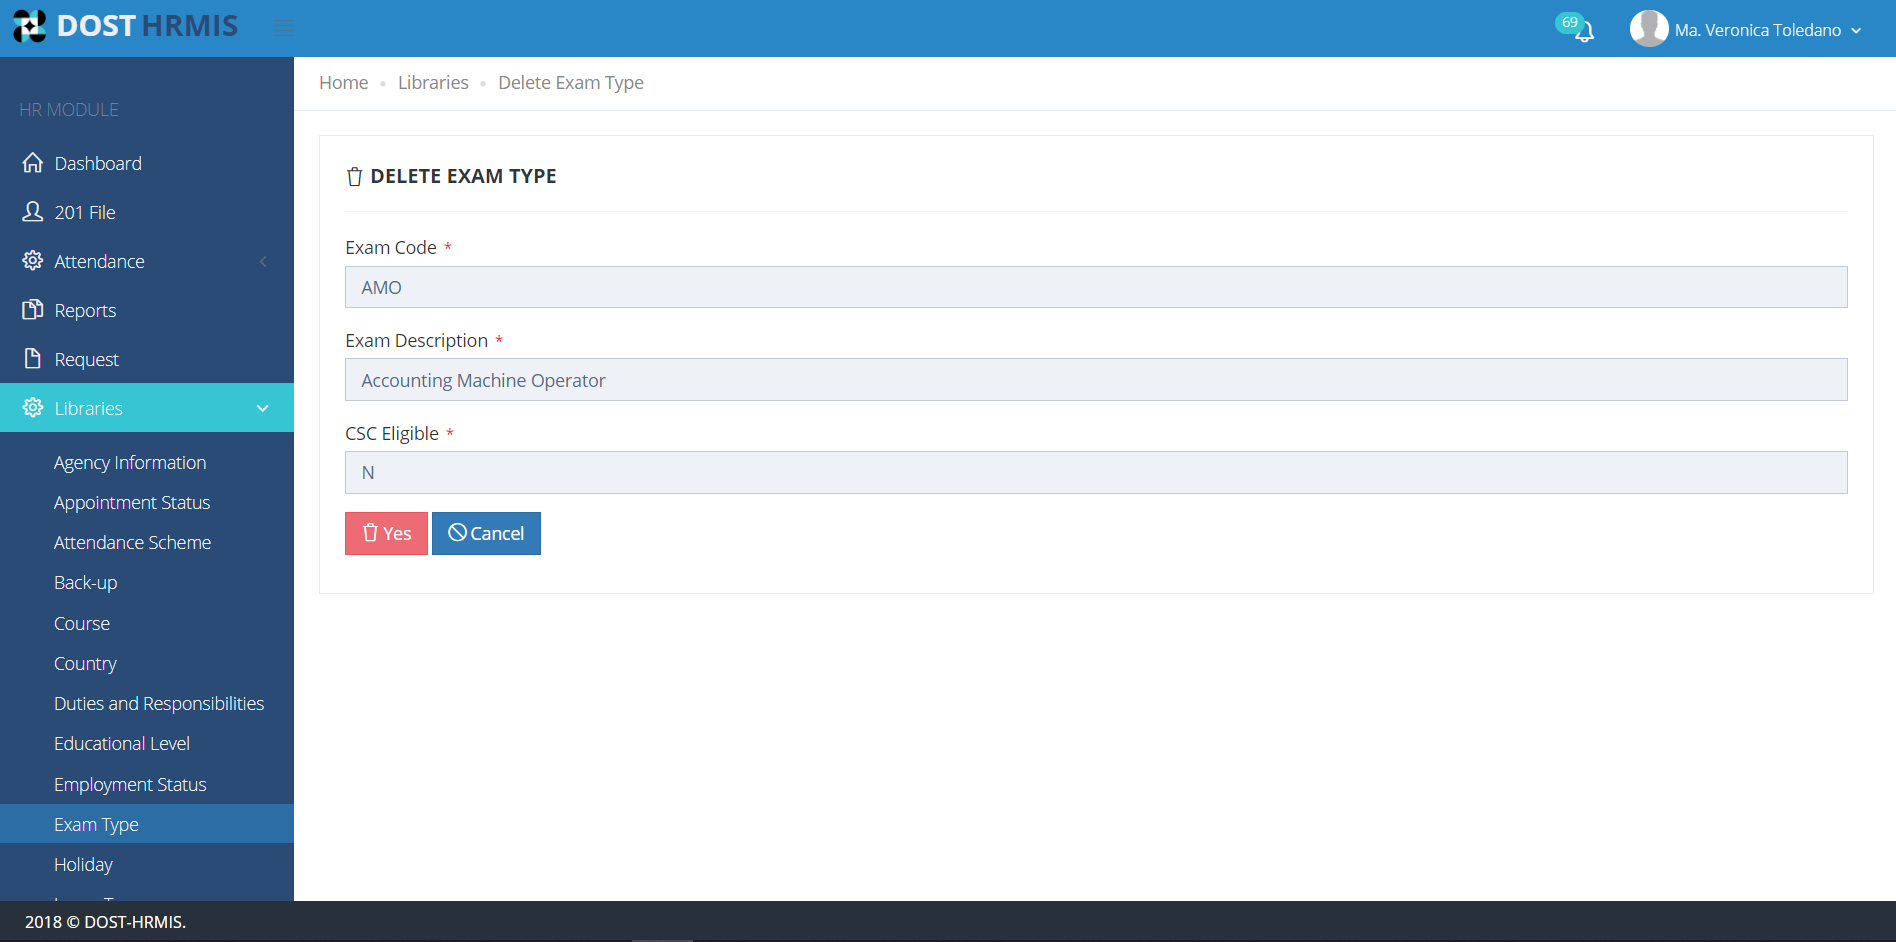 DOST HRMIS
69
Ma. Veronica Toledano
HR MODULE
Dashboard
201 File
Attendance
Reports
Request
Libraries
Agency Information
Appointment Status
Attendance Scheme
Back-up
Course
Country
Duties and Responsibilities
Educational Level
Employment Status
Exam Type
Holiday
Home • Libraries • Delete Exam Type
DELETE EXAM TYPE
Exam Code *
AMO
Exam Description *
Accounting Machine Operator
CSC Eligible *
N
Yes Cancel
2018 © DOST-HRMIS.